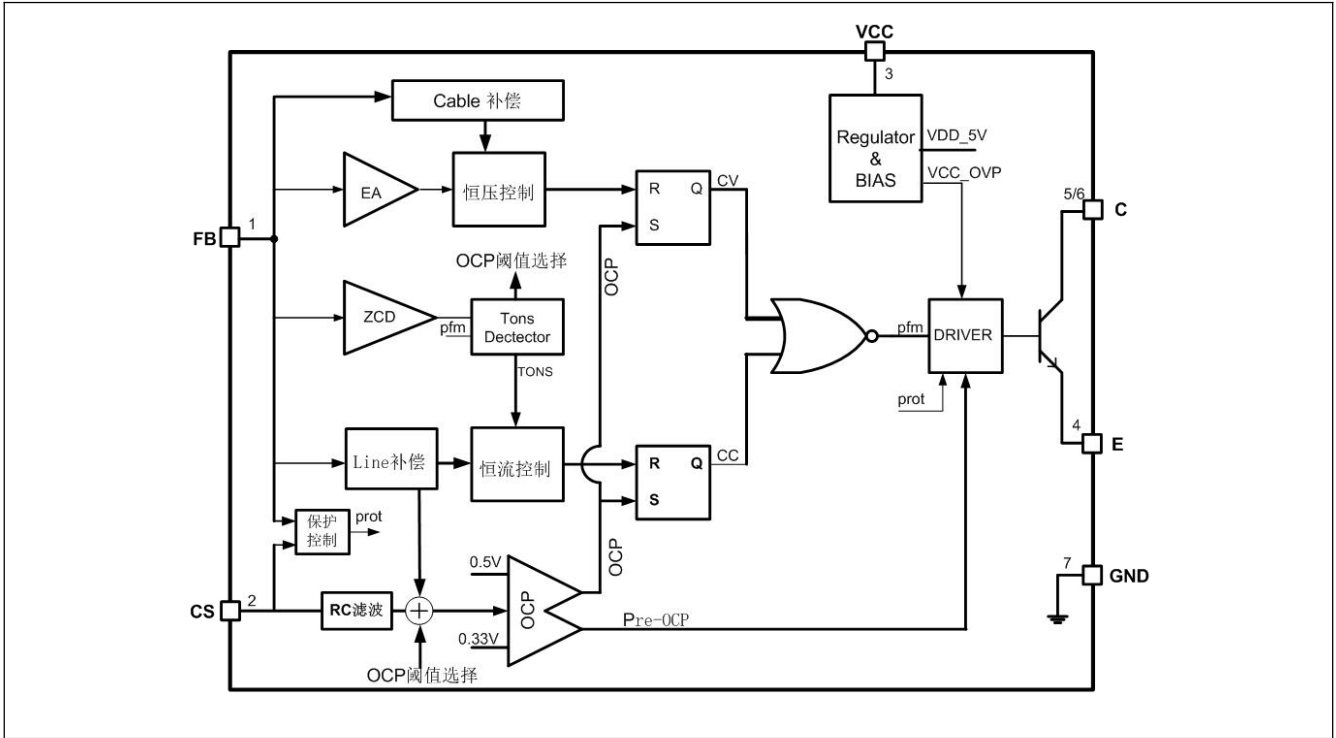 VCC
3
Cable 补偿
Regulator
&
BIAS
VDD_5V
VCC_OVP
EA
恒压控制
R
Q
S
CV
5/6
C
FB
1
OCP阈值选择
OCP
ZCD
pfm
Tons
Dectector
TONS
pfm
DRIVER
prot
4
E
Line补偿
恒流控制
R
Q
S
CC
保护
控制
prot
OCP
0.5V
7
GND
CS
2
RC滤波
+
OCP
Pre-OCP
0.33V
OCP阈值选择